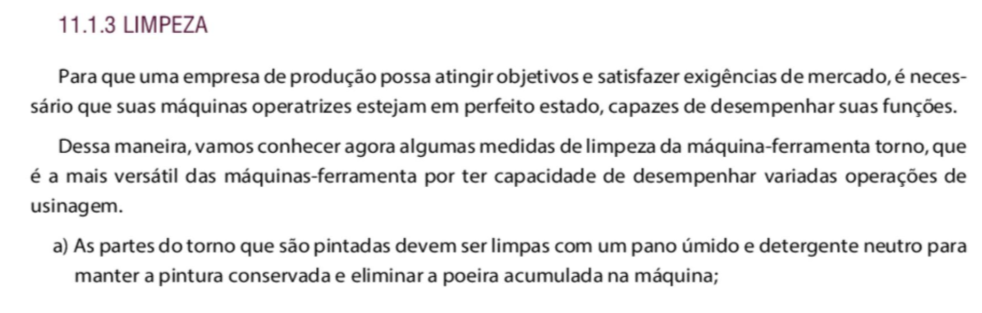 11.1.3 LIMPEZA
Para que uma empresa de produção possa atingir objetivos e satisfazer exigências de mercado, é neces-
sário que suas máquinas operatrizes estejam em perfeito estado, capazes de desempenhar suas funções.
Dessa maneira, vamos conhecer agora algumas medidas de limpeza da máquina-ferramenta torno, que
é a mais versátil das máquinas-ferramenta por ter capacidade de desempenhar variadas operações de
usinagem.
a) As partes do torno que são pintadas devem ser limpas com um pano úmido e detergente neutro para
manter a pintura conservada e eliminar a poeira acumulada na máquina;